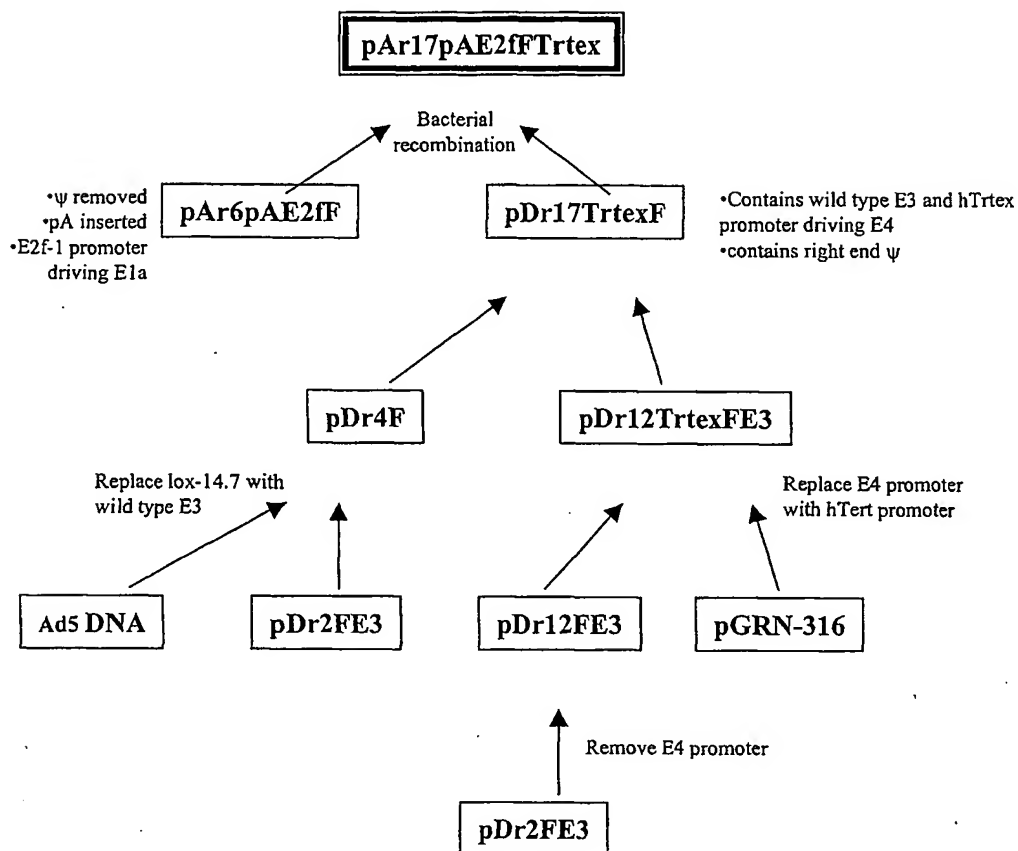 pAr17pAE2fFTrtex
Bacterial
recombination
•ψ removed
•pA inserted
•E2f-1 promoter
driving E1a
pAr6pAE2fF
pDr17TrtexF
•Contains wild type E3 and hTrtex
promoter driving E4
•contains right end ψ
pDr4F
pDr12TrtexFE3
Replace lox-14.7 with
wild type E3
Replace E4 promoter
with hTert promoter
Ad5 DNA
pDr2FE3
pDr12FE3
pGRN-316
Remove E4 promoter
pDr2FE3